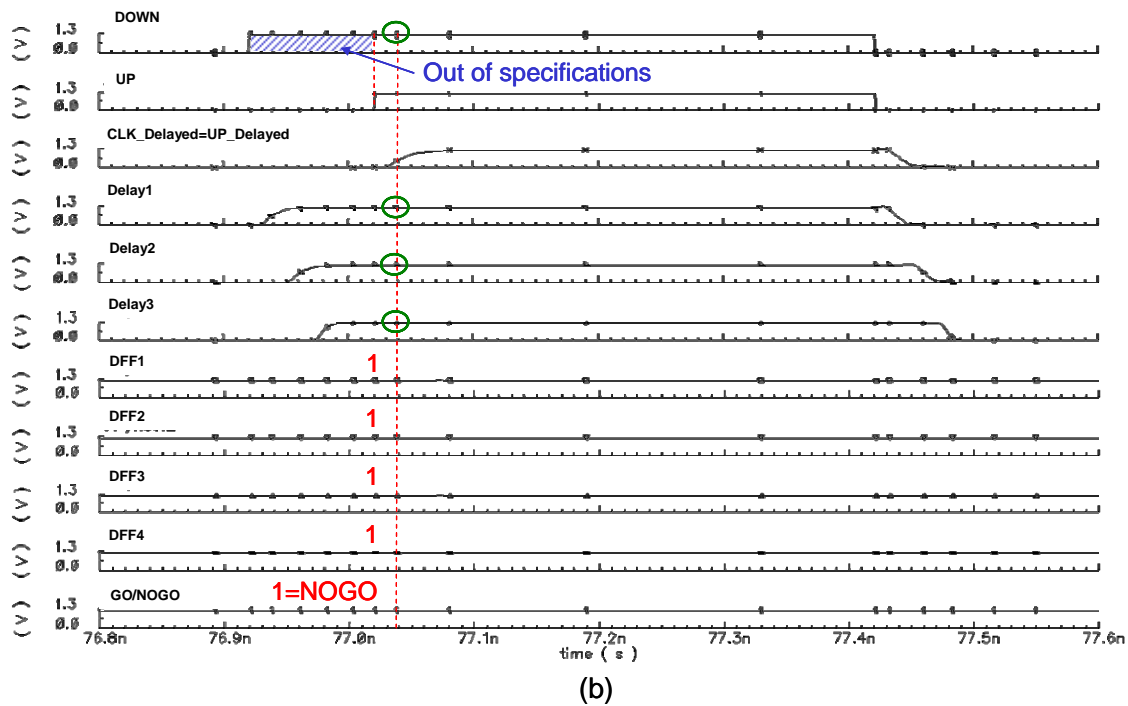 DOWN
(V)
1.3
0.0
Out of specifications
UP
(V)
1.3
0.0
CLK_Delayed=UP_Delayed
(V)
1.3
0.0
Delay1
(V)
1.3
0.0
Delay2
(V)
1.3
0.0
Delay3
(V)
1.3
0.0
DFF1
1
(V)
1.3
0.0
DFF2
1
(V)
1.3
0.0
DFF3
1
(V)
1.3
0.0
DFF4
1
(V)
1.3
0.0
GO/NOGO
1=NOGO
(V)
1.3
0.0
76.8n 76.9n 77.0n 77.1n 77.2n 77.3n 77.4n 77.5n 77.6n
time ( s )
(b)